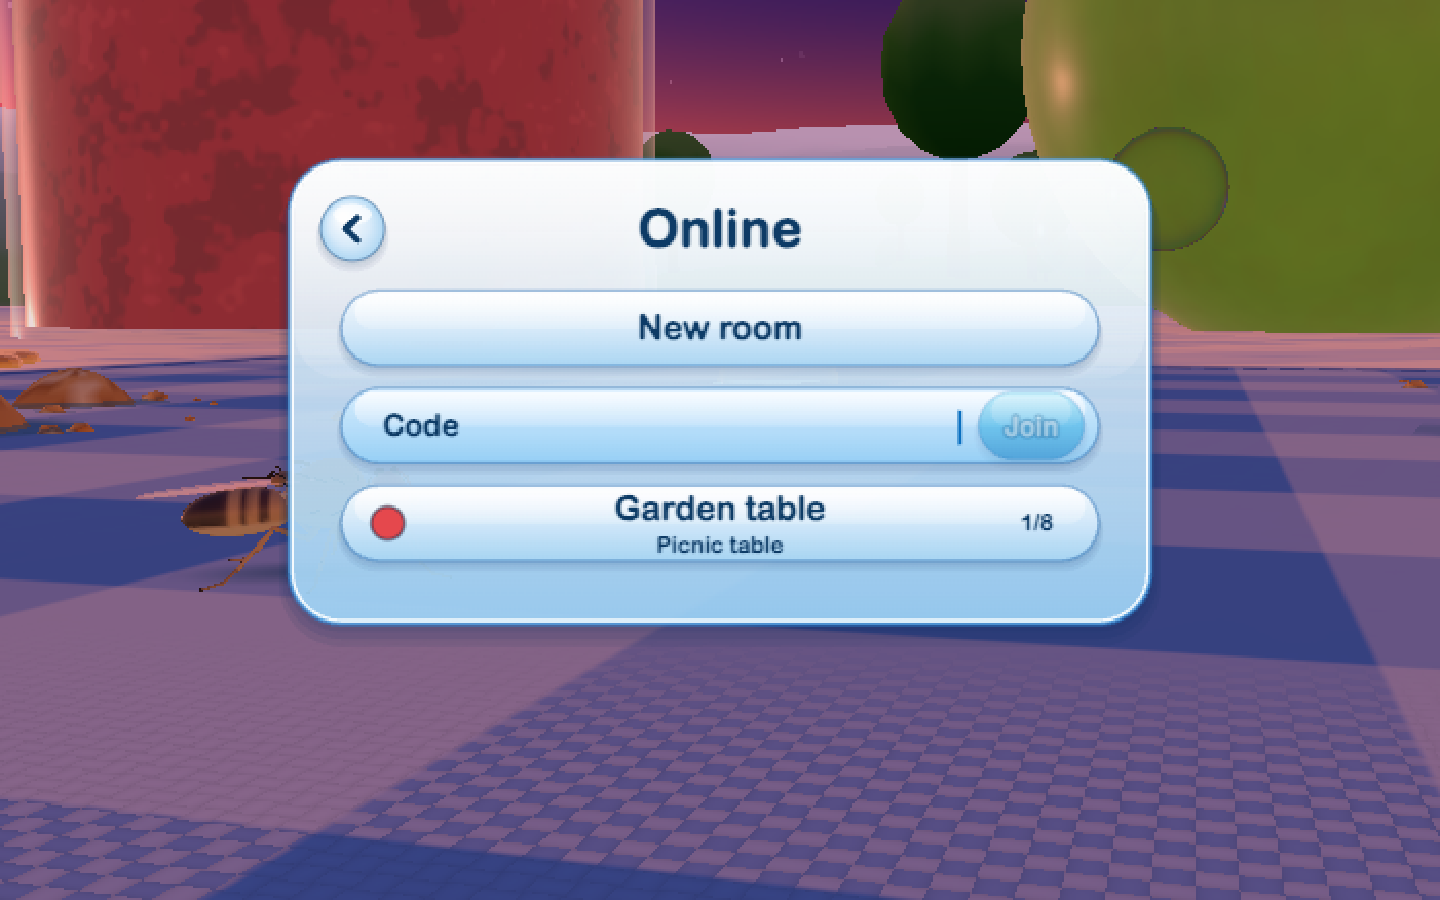 Online
New room
Code
Join
Garden table
1/8
Picnic table